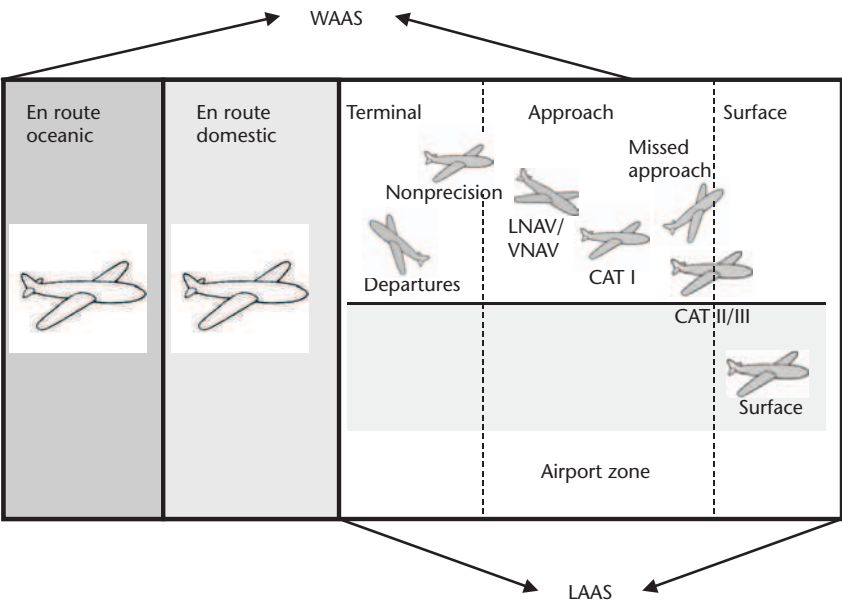 WAAS
En route
oceanic
En route
domestic
Terminal
Approach
Surface
Missed
approach
Nonprecision
LNAV/
VNAV
Departures
CAT I
CAT II/III
Surface
Airport zone
LAAS